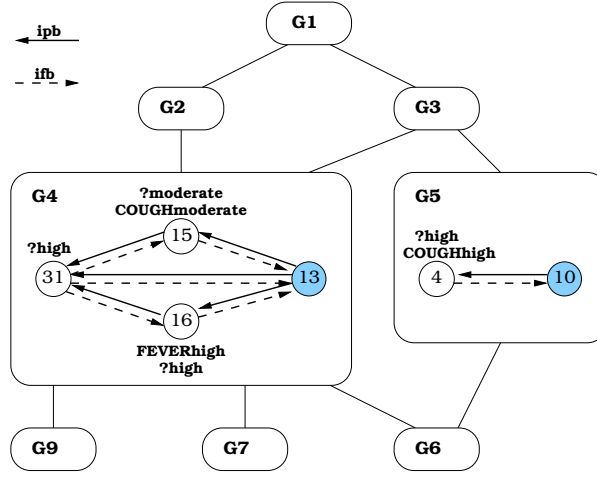 G1
ipb
ifb
G2
G3
G4
?moderate
COUGHmoderate
15
?high
31
13
16
FEVERhigh
?high
G5
?high
COUGHhigh
4
10
G9
G7
G6